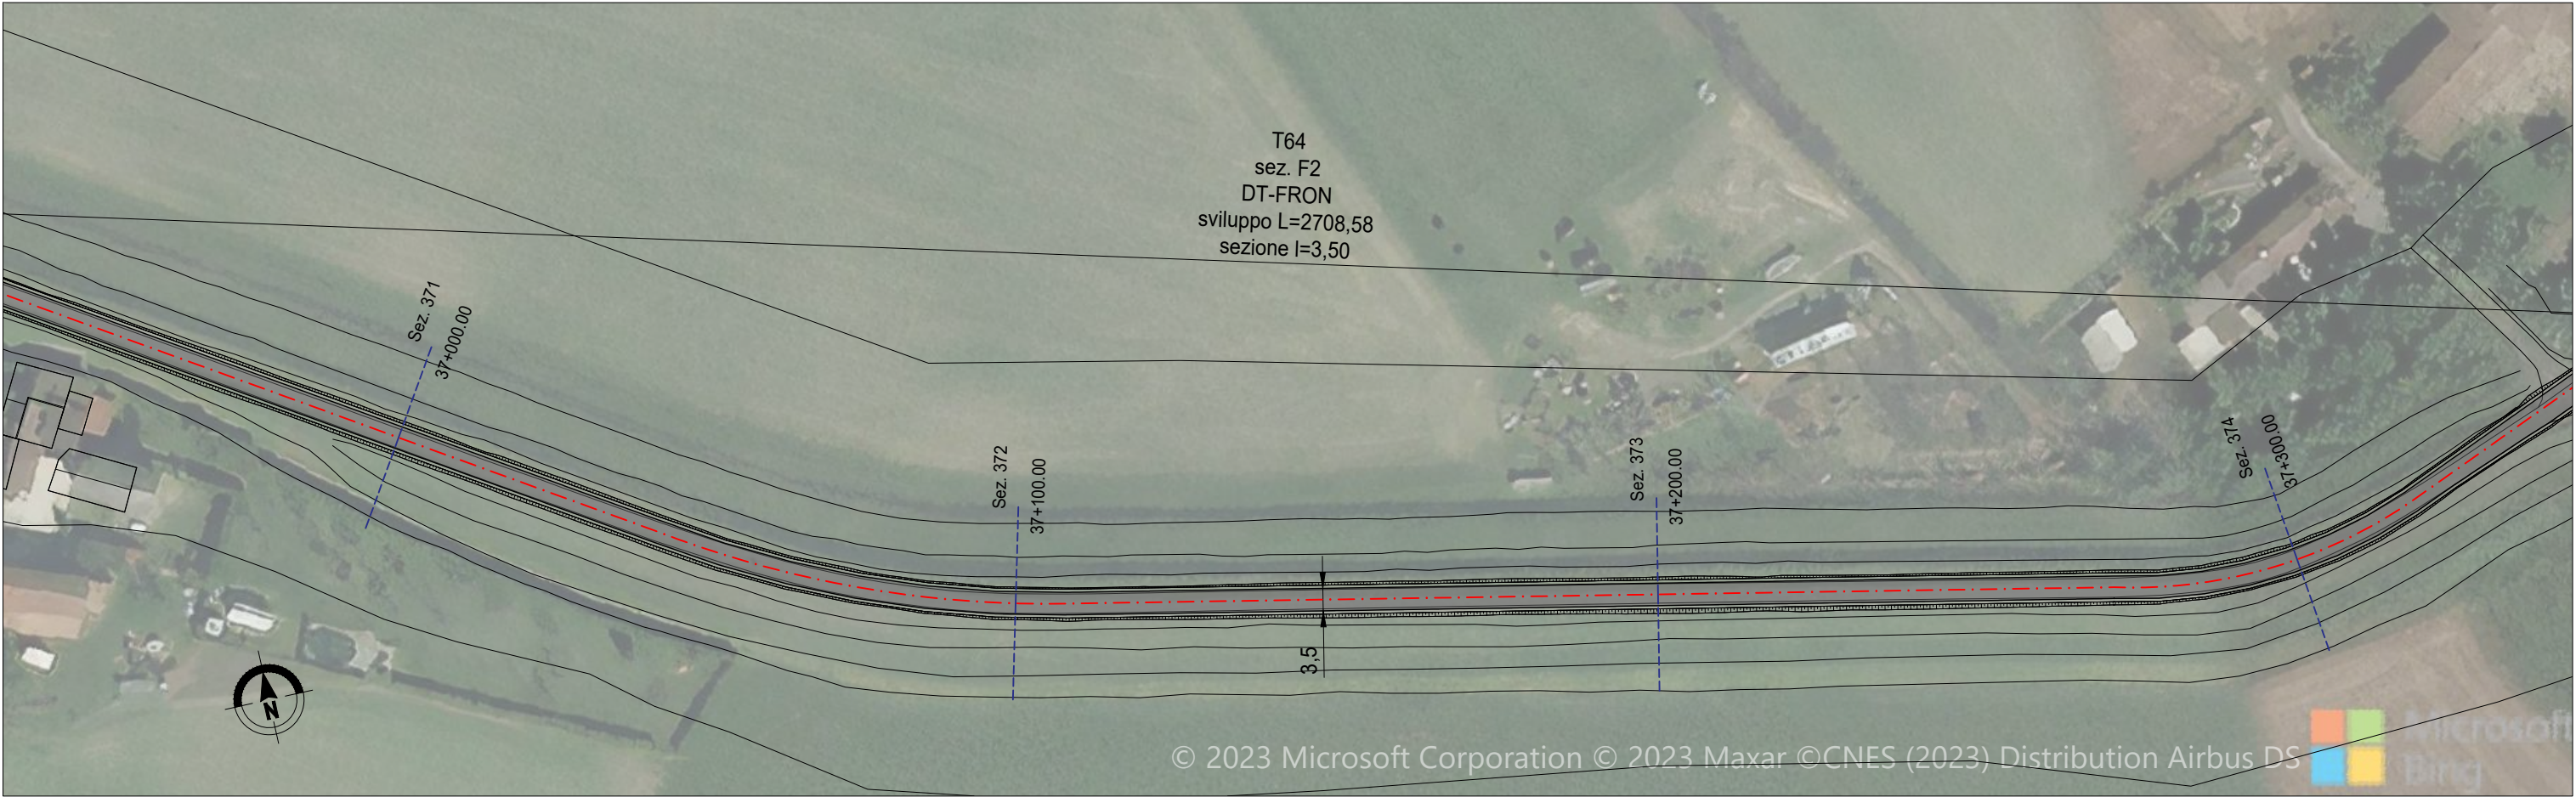 T64
sez. F2
DT-FRON
sviluppo L=2708,58
sezione l=3,50
Sez. 371
37+000.00
Sez. 372
37+100.00
Sez. 373
37+200.00
Sez. 374
37+300.00
3,5
N
© 2023 Microsoft Corporation © 2023 Maxar ©CNES (2023) Distribution Airbus DS
Microsoft
Bing